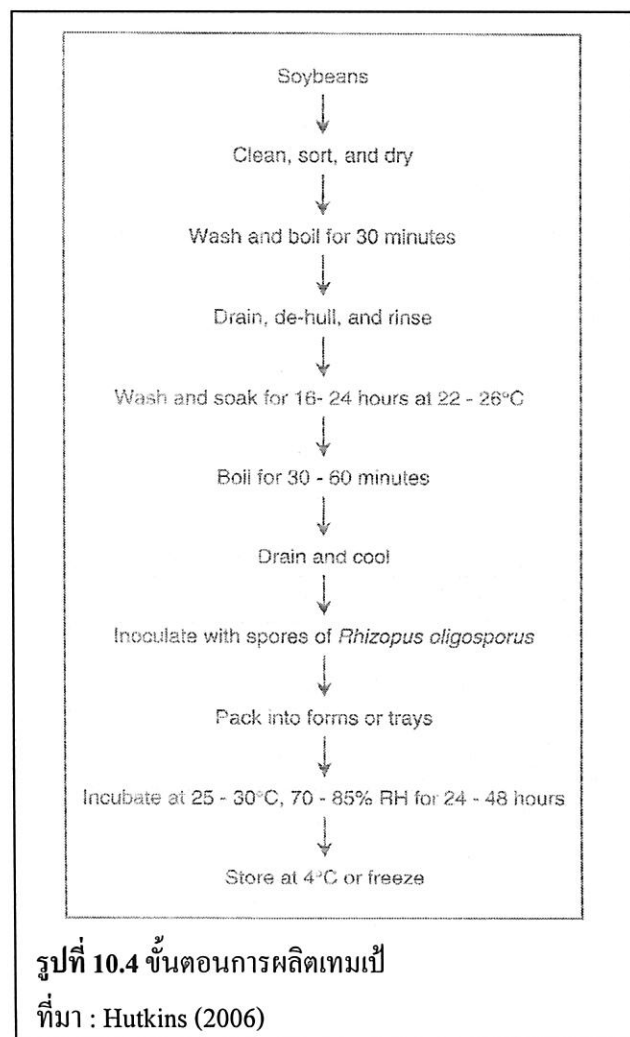 Soybeans
Clean, sort, and dry
Wash and boil for 30 minutes
Drain, de-hull, and rinse
Wash and soak for 16- 24 hours at 22 - 26°C
Boil for 30 - 60 minutes
Drain and cool
Inoculate with spores of Rhizopus oligosporus
Pack into forms or trays
Incubate at 25 - 30°C, 70 - 85% RH for 24 - 48 hours
Store at 4°C or freeze
รูปที่ 10.4 ขั้นตอนการผลิตเทมเป้
ที่มา : Hutkins (2006)